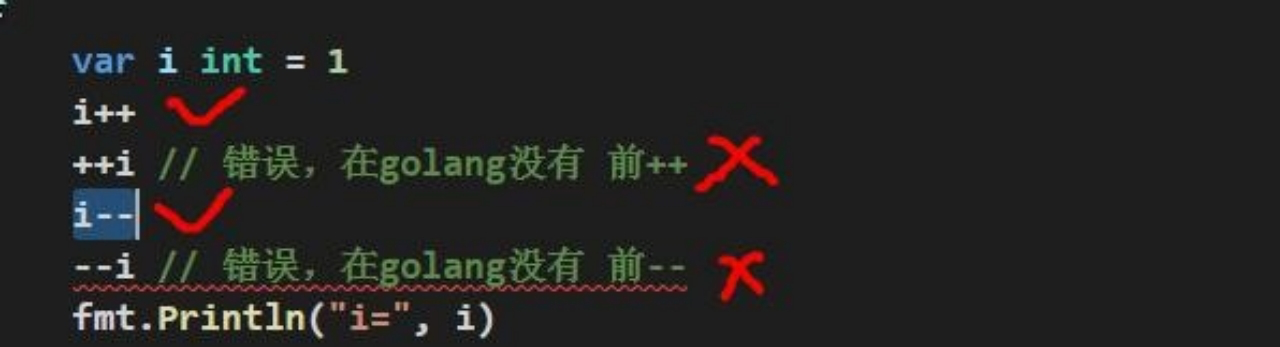 var i int = 1
i++
++i // 错误，在golang没有 前++
i--
--i // 错误，在golang没有 前--
fmt.Println("i=", i)